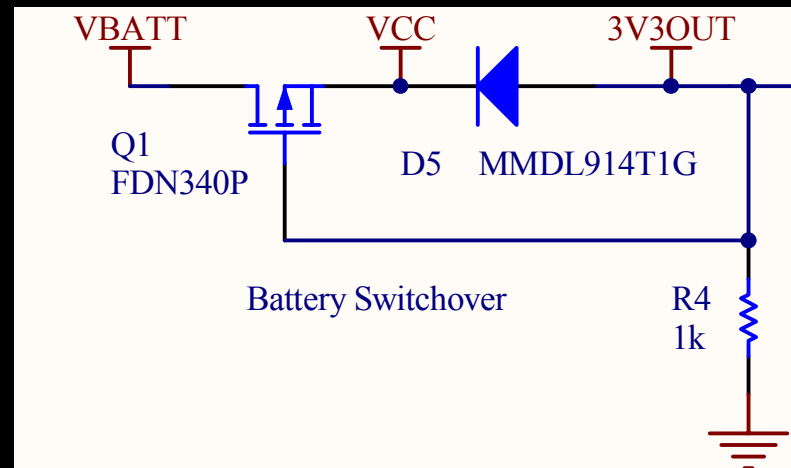 VBATT
VCC
3V3OUT
Q1
FDN340P
D5
MMDL914T1G
Battery Switchover
R4
1k